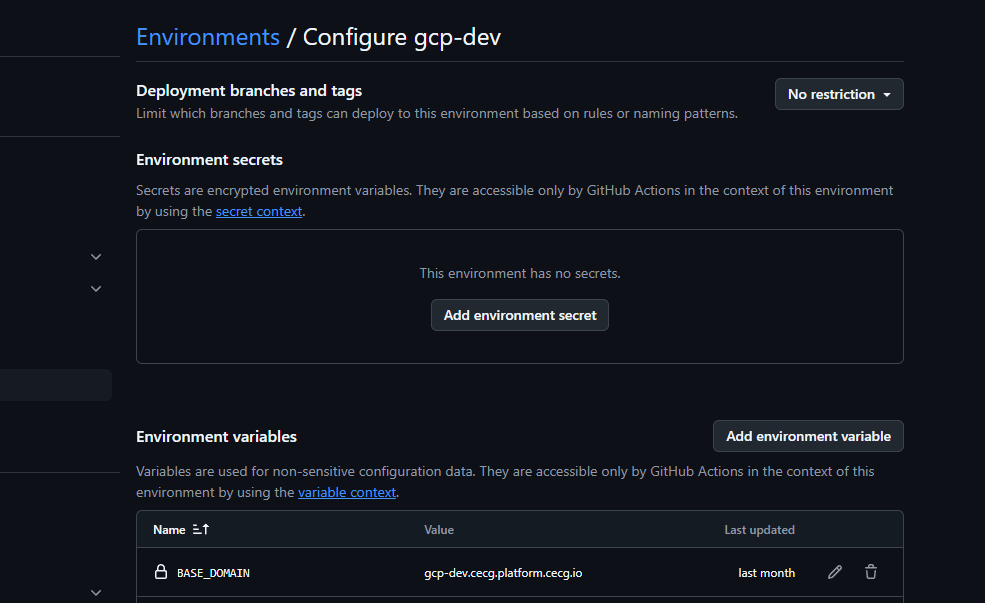 Environments / Configure gcp-dev
Deployment branches and tags
No restriction
Limit which branches and tags can deploy to this environment based on rules or naming patterns.
Environment secrets
Secrets are encrypted environment variables. They are accessible only by GitHub Actions in the context of this environment
by using the secret context.
This environment has no secrets.
Add environment secret
Environment variables
Add environment variable
Variables are used for non-sensitive configuration data. They are accessible only by GitHub Actions in the context of this
environment by using the variable context.
Name Value Last updated
BASE_DOMAIN gcp-dev.cecg.platform.cecg.io last month